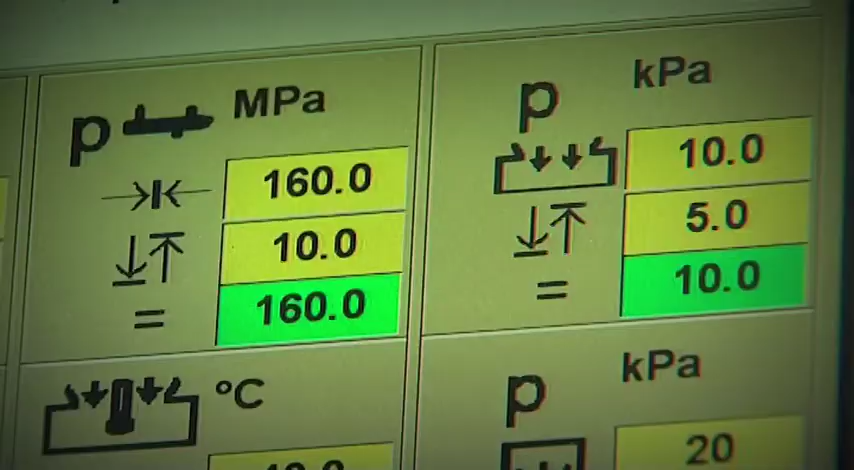 p MPa
160.0
10.0
= 160.0
p kPa
10.0
5.0
= 10.0
°C
p kPa
20